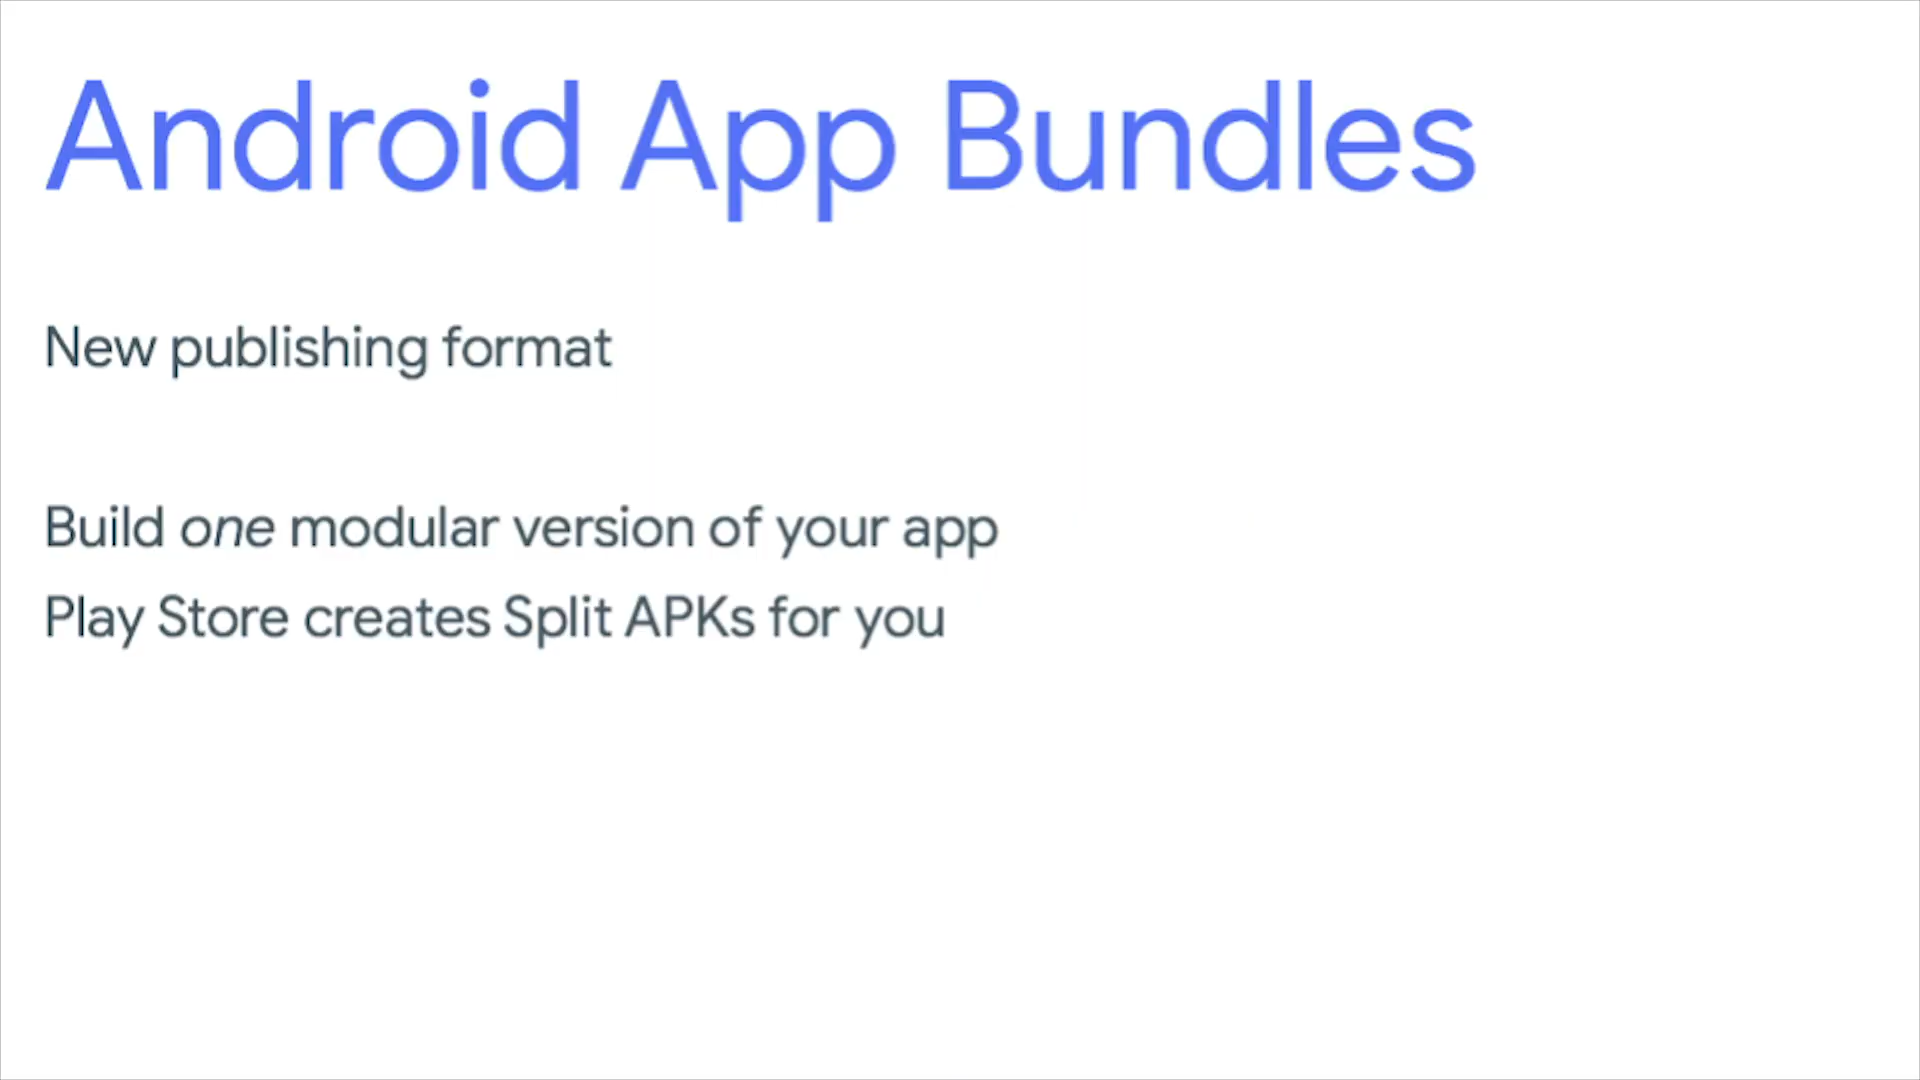 Android App Bundles
New publishing format
Build one modular version of your app
Play Store creates Split APKs for you